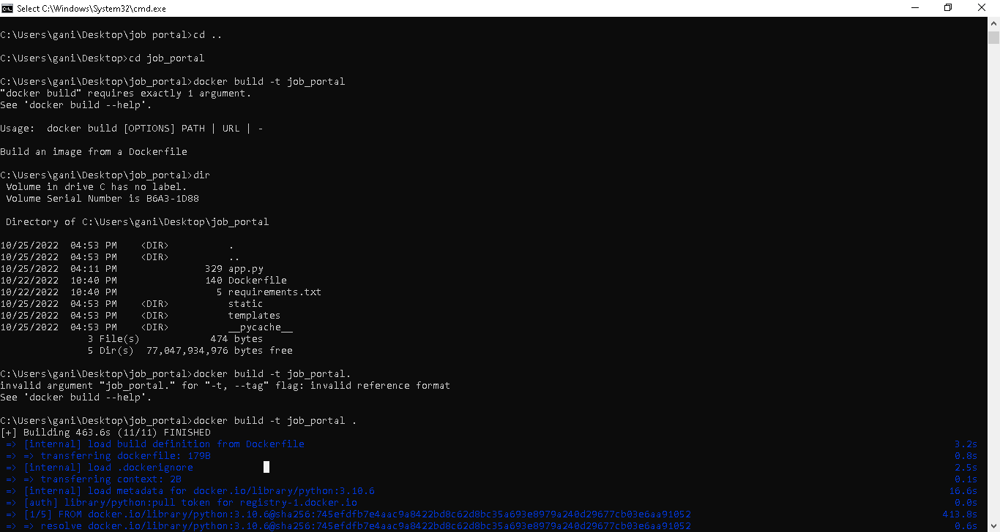 Select C:\Windows\System32\cmd.exe
C:\Users\gani\Desktop\job portal>cd ..
C:\Users\gani\Desktop>cd job_portal
C:\Users\gani\Desktop\job_portal>docker build -t job_portal
"docker build" requires exactly 1 argument.
See 'docker build --help'.
Usage:  docker build [OPTIONS] PATH | URL | -
Build an image from a Dockerfile
C:\Users\gani\Desktop\job_portal>dir
 Volume in drive C has no label.
 Volume Serial Number is B6A3-1D88
 Directory of C:\Users\gani\Desktop\job_portal
10/25/2022  04:53 PM    <DIR>          .
10/25/2022  04:53 PM    <DIR>          ..
10/25/2022  04:11 PM               329 app.py
10/22/2022  10:40 PM               140 Dockerfile
10/22/2022  10:40 PM                 5 requirements.txt
10/25/2022  04:53 PM    <DIR>          static
10/25/2022  04:53 PM    <DIR>          templates
10/25/2022  04:53 PM    <DIR>          __pycache__
               3 File(s)            474 bytes
               5 Dir(s)  77,047,934,976 bytes free
C:\Users\gani\Desktop\job_portal>docker build -t job_portal.
invalid argument "job_portal." for "-t, --tag" flag: invalid reference format
See 'docker build --help'.
C:\Users\gani\Desktop\job_portal>docker build -t job_portal .
[+] Building 463.6s (11/11) FINISHED
 => [internal] load build definition from Dockerfile 3.2s
 => => transferring dockerfile: 179B 0.8s
 => [internal] load .dockerignore 2.5s
 => => transferring context: 2B 0.1s
 => [internal] load metadata for docker.io/library/python:3.10.6 16.6s
 => [auth] library/python:pull token for registry-1.docker.io 0.0s
 => [1/5] FROM docker.io/library/python:3.10.6@sha256:745efdfb7e4aac9a8422bd8c62d8bc35a693e8979a240d29677cb03e6aa91052 413.8s
 => => resolve docker.io/library/python:3.10.6@sha256:745efdfb7e4aac9a8422bd8c62d8bc35a693e8979a240d29677cb03e6aa91052 0.6s